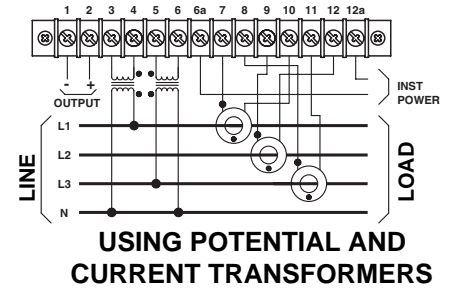 1 2 3 4 5 6 6a 7 8 9 10 11 12 12a
- +
OUTPUT
INST
POWER
L1
L2
L3
N
LINE
LOAD
USING POTENTIAL AND
CURRENT TRANSFORMERS